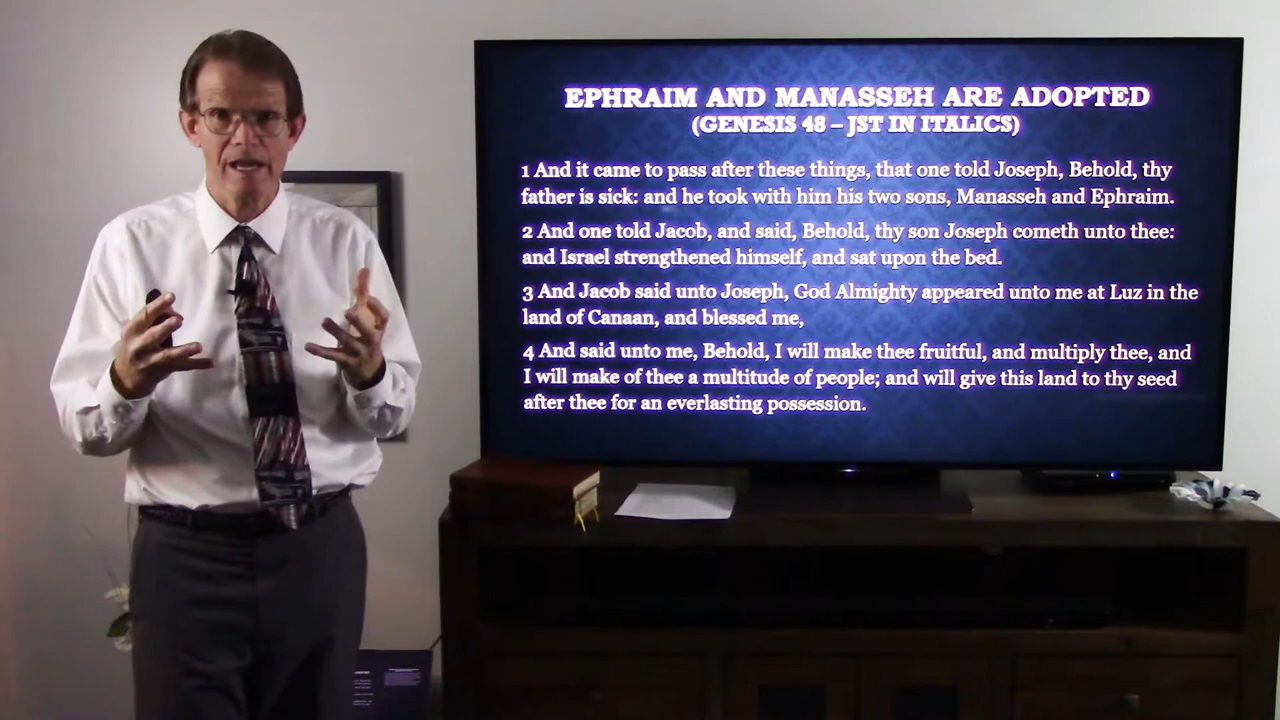 EPHRAIM AND MANASSEH ARE ADOPTED
(GENESIS 48 – JST IN ITALICS)
1 And it came to pass after these things, that one told Joseph, Behold, thy
father is sick: and he took with him his two sons, Manasseh and Ephraim.
2 And one told Jacob, and said, Behold, thy son Joseph cometh unto thee:
and Israel strengthened himself, and sat upon the bed.
3 And Jacob said unto Joseph, God Almighty appeared unto me at Luz in the
land of Canaan, and blessed me,
4 And said unto me, Behold, I will make thee fruitful, and multiply thee, and
I will make of thee a multitude of people; and will give this land to thy seed
after thee for an everlasting possession.